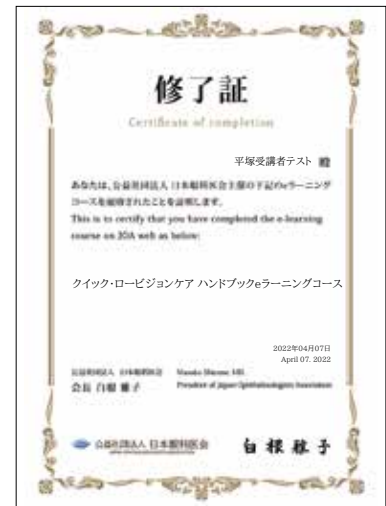 修了証
Certificate of completion
平塚受講者テスト 殿
あなたは、公益社団法人 日本眼科医会主催の下記のeラーニング
コースを聴講されたことを証明します。
This is to certify that you have completed the e-learning
course on JOA web as below:
クイック・ロービジョンケア ハンドブックeラーニングコース
2022年04月07日
April 07. 2022
公益社団法人 日本眼科医会
会長 白根 雅子
President of Japan Ophthalmologists Association
公益社団法人 日本眼科医会
白根雅子